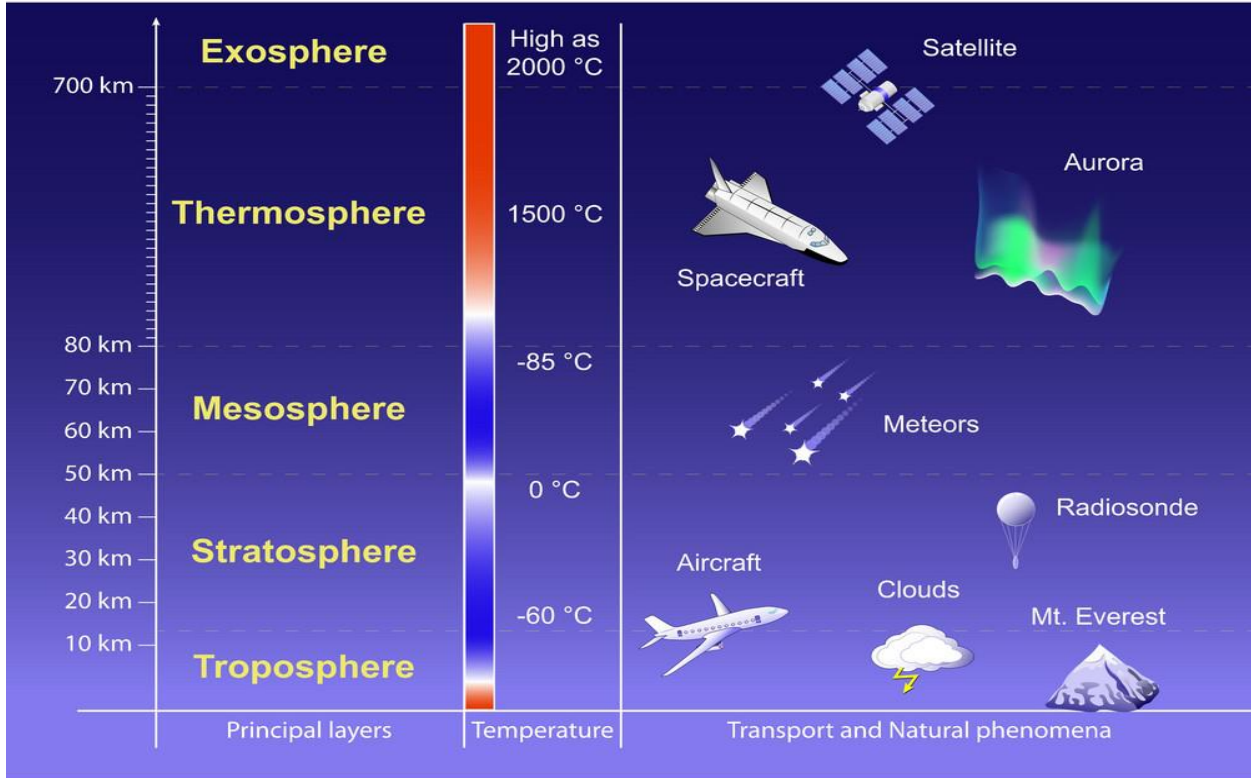 Exosphere
High as
2000 °C
Satellite
700 km
Aurora
Thermosphere
1500 °C
Spacecraft
80 km
-85 °C
70 km
Mesosphere
Meteors
60 km
50 km
0 °C
Radiosonde
40 km
Stratosphere
30 km
Aircraft
Clouds
20 km
-60 °C
Mt. Everest
10 km
Troposphere
Principal layers
Temperature
Transport and Natural phenomena